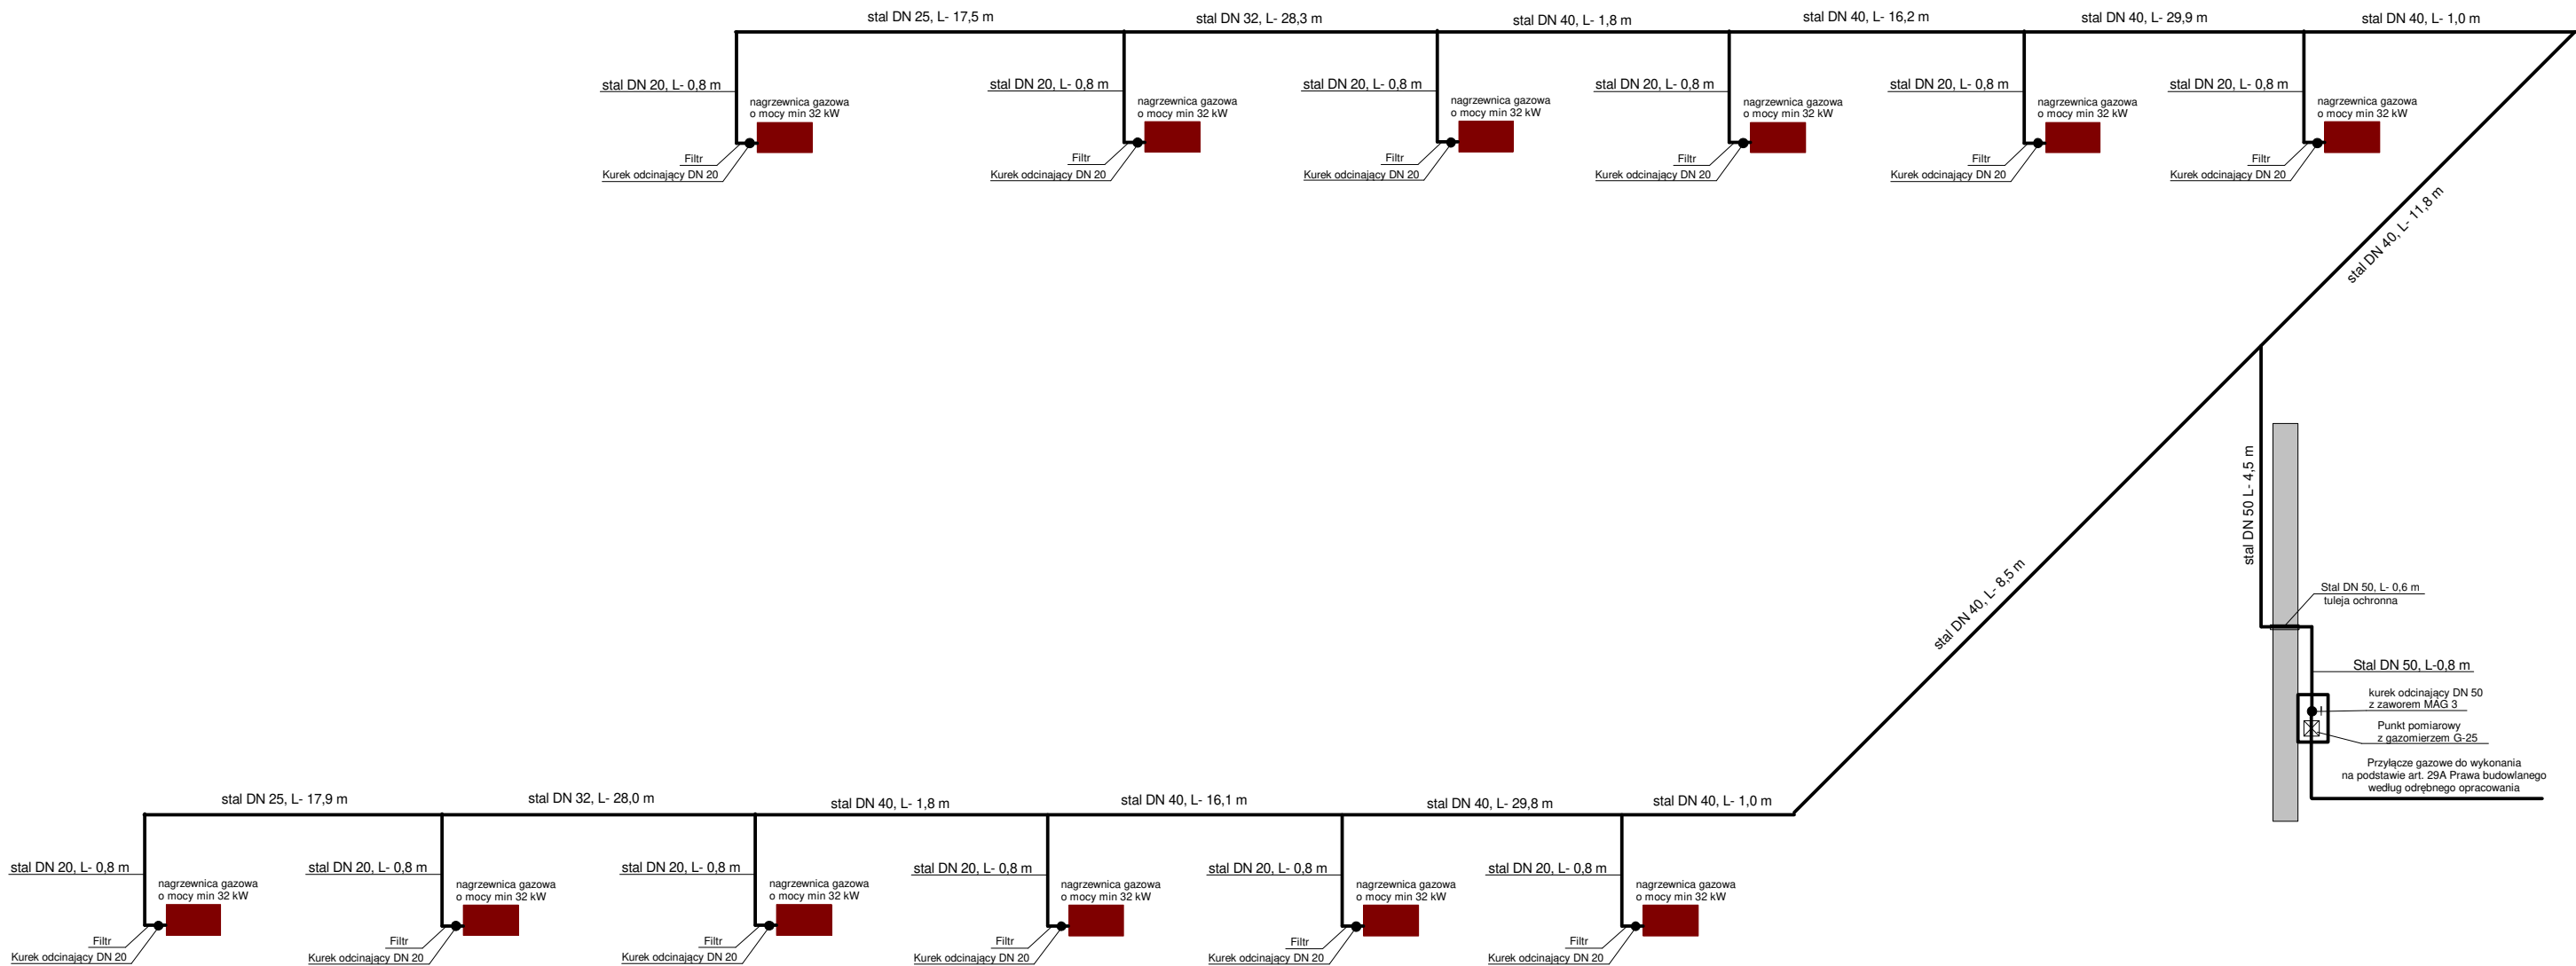 stal DN 25, L- 17,5 m
stal DN 32, L- 28,3 m
stal DN 40, L- 1,8 m
stal DN 40, L- 16,2 m
stal DN 40, L- 29,9 m
stal DN 40, L- 1,0 m
stal DN 20, L- 0,8 m
nagrzewnica gazowa
o mocy min 32 kW
Filtr
Kurek odcinający DN 20
stal DN 20, L- 0,8 m
nagrzewnica gazowa
o mocy min 32 kW
Filtr
Kurek odcinający DN 20
stal DN 20, L- 0,8 m
nagrzewnica gazowa
o mocy min 32 kW
Filtr
Kurek odcinający DN 20
stal DN 20, L- 0,8 m
nagrzewnica gazowa
o mocy min 32 kW
Filtr
Kurek odcinający DN 20
stal DN 20, L- 0,8 m
nagrzewnica gazowa
o mocy min 32 kW
Filtr
Kurek odcinający DN 20
stal DN 20, L- 0,8 m
nagrzewnica gazowa
o mocy min 32 kW
Filtr
Kurek odcinający DN 20
stal DN 40, L- 11,8 m
stal DN 50 L- 4,5 m
stal DN 40, L- 8,5 m
Stal DN 50, L- 0,6 m
tuleja ochronna
Stal DN 50, L-0,8 m
kurek odcinający DN 50
z zaworem MAG 3
Punkt pomiarowy
z gazomierzem G-25
Przyłącze gazowe do wykonania
na podstawie art. 29A Prawa budowlanego
według odrębnego opracowania
stal DN 25, L- 17,9 m
stal DN 32, L- 28,0 m
stal DN 40, L- 1,8 m
stal DN 40, L- 16,1 m
stal DN 40, L- 29,8 m
stal DN 40, L- 1,0 m
stal DN 20, L- 0,8 m
nagrzewnica gazowa
o mocy min 32 kW
Filtr
Kurek odcinający DN 20
stal DN 20, L- 0,8 m
nagrzewnica gazowa
o mocy min 32 kW
Filtr
Kurek odcinający DN 20
stal DN 20, L- 0,8 m
nagrzewnica gazowa
o mocy min 32 kW
Filtr
Kurek odcinający DN 20
stal DN 20, L- 0,8 m
nagrzewnica gazowa
o mocy min 32 kW
Filtr
Kurek odcinający DN 20
stal DN 20, L- 0,8 m
nagrzewnica gazowa
o mocy min 32 kW
Filtr
Kurek odcinający DN 20
stal DN 20, L- 0,8 m
nagrzewnica gazowa
o mocy min 32 kW
Filtr
Kurek odcinający DN 20